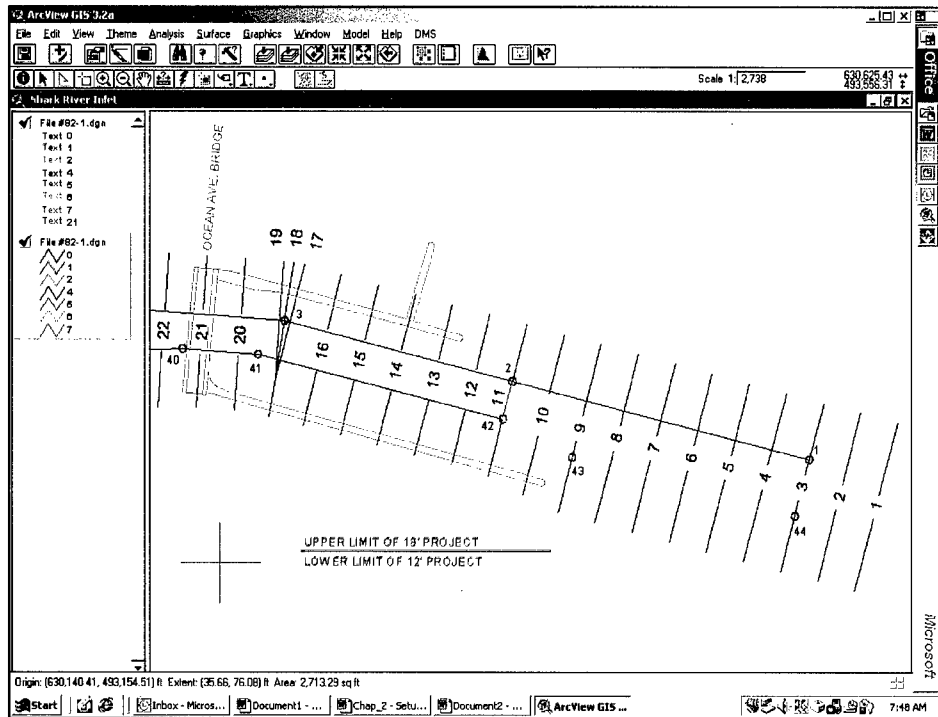 ArcView GIS 3.2a
File Edit View Theme Analysis Surface Graphics Window Model Help DMS
Scale 1: 2,738
630,625.43
493,556.31
Office
Shark River Inlet
File #82-1.dgn
Text 0
Text 1
Text 2
Text 4
Text 5
Text 6
Text 7
Text 21
File #82-1.dgn
0
1
2
4
5
6
7
OCEAN AVE. BRIDGE
19 18 17
3
22 21 20 16 15 14 13 12 11 10 9 8 7 6 5 4 3 2 1
40
41
2
42
43
1
44
UPPER LIMIT OF 18' PROJECT
LOWER LIMIT OF 12' PROJECT
Microsoft
Origin: (630,140.41, 493,154.51) ft Extent: (35.66, 76.08) ft Area: 2,713.29 sq ft
Start Inbox - Micros... Document1 - ... Chap_2 - Setu... Document2 - ... ArcView GIS ... 7:48 AM